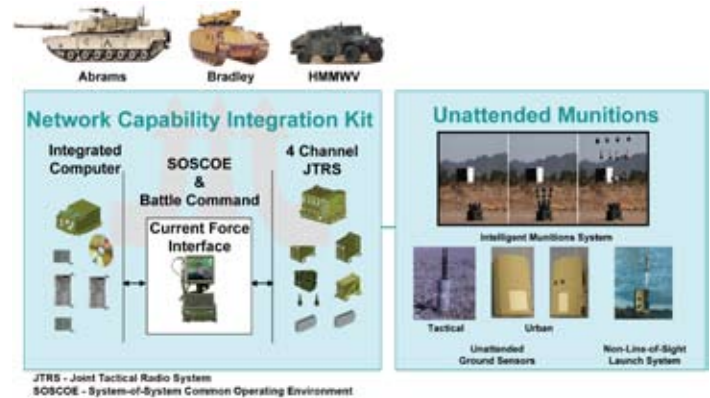 Abrams
Bradley
HMMWV
Network Capability Integration Kit
Integrated
Computer
SOSCOE
&
Battle Command
Current Force
Interface
4 Channel
JTRS
Unattended Munitions
Intelligent Munitions System
Tactical
Urban
Unattended
Ground Sensors
Non-Line-of-Sight
Launch System
JTRS - Joint Tactical Radio System
SOSCOE - System-of-System Common Operating Environment